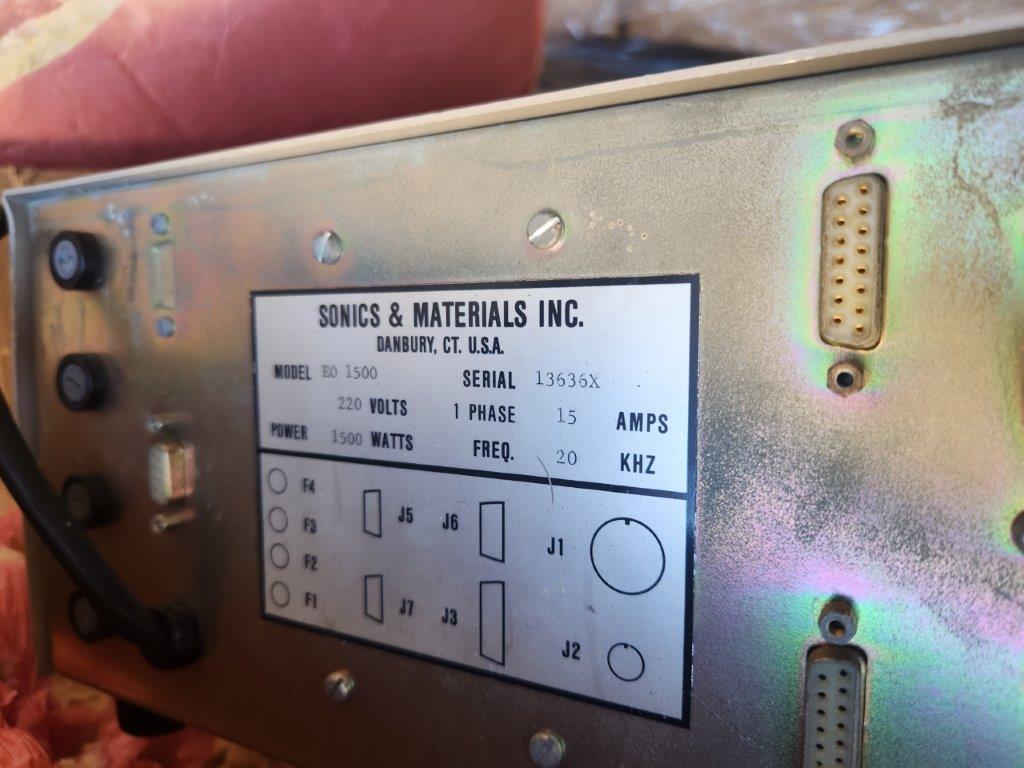 SONICS & MATERIALS INC.
DANBURY, CT. U.S.A.
MODEL EO 1500 SERIAL 13636X
220 VOLTS 1 PHASE 15 AMPS
POWER 1500 WATTS FREQ. 20 KHZ
F4 J5 J6 J1
F3
F2
F1 J7 J3 J2